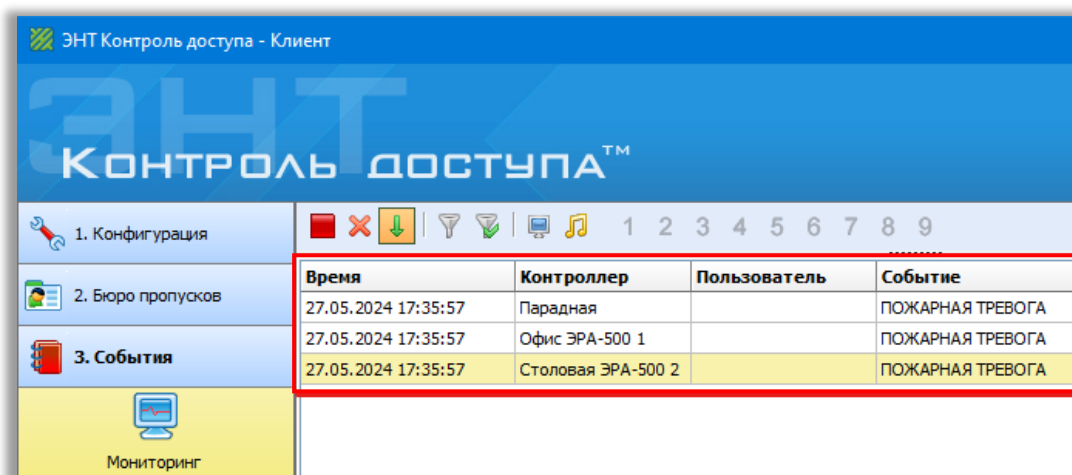 ЭНТ Контроль доступа - Клиент
ЭНТ
Контроль доступа™
1. Конфигурация
2. Бюро пропусков
3. События
Мониторинг
1 2 3 4 5 6 7 8 9
Время Контроллер Пользователь Событие
27.05.2024 17:35:57 Парадная ПОЖАРНАЯ ТРЕВОГА
27.05.2024 17:35:57 Офис ЭРА-500 1 ПОЖАРНАЯ ТРЕВОГА
27.05.2024 17:35:57 Столовая ЭРА-500 2 ПОЖАРНАЯ ТРЕВОГА